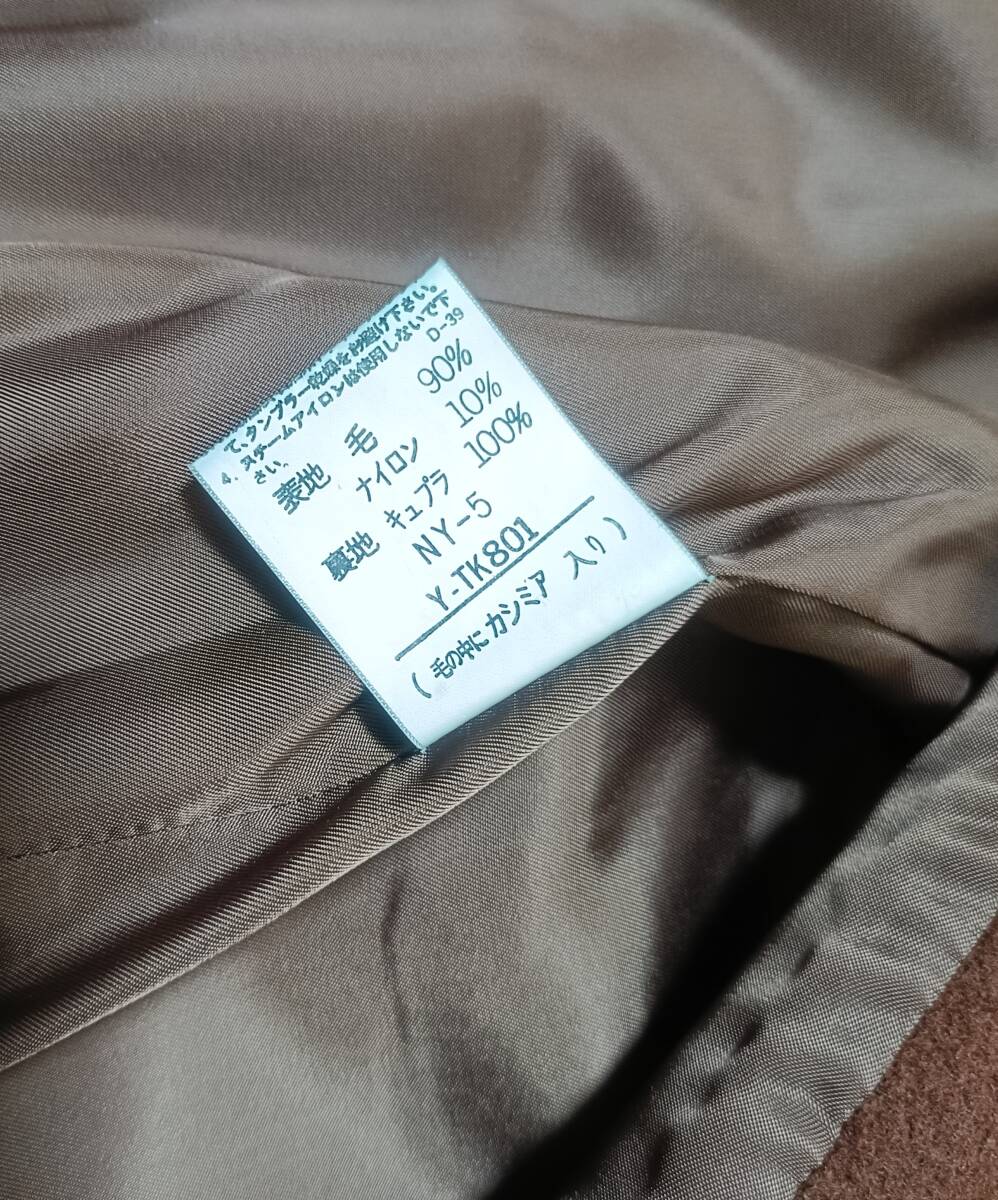 て、タンブラー乾燥をお避け下さい。
4. スチームアイロンは使用しないで下
さい。 D-39
表地 毛 90%
ナイロン 10%
裏地 キュプラ 100%
NY-5
Y-TK801
( 毛の中に カシミア 入り )